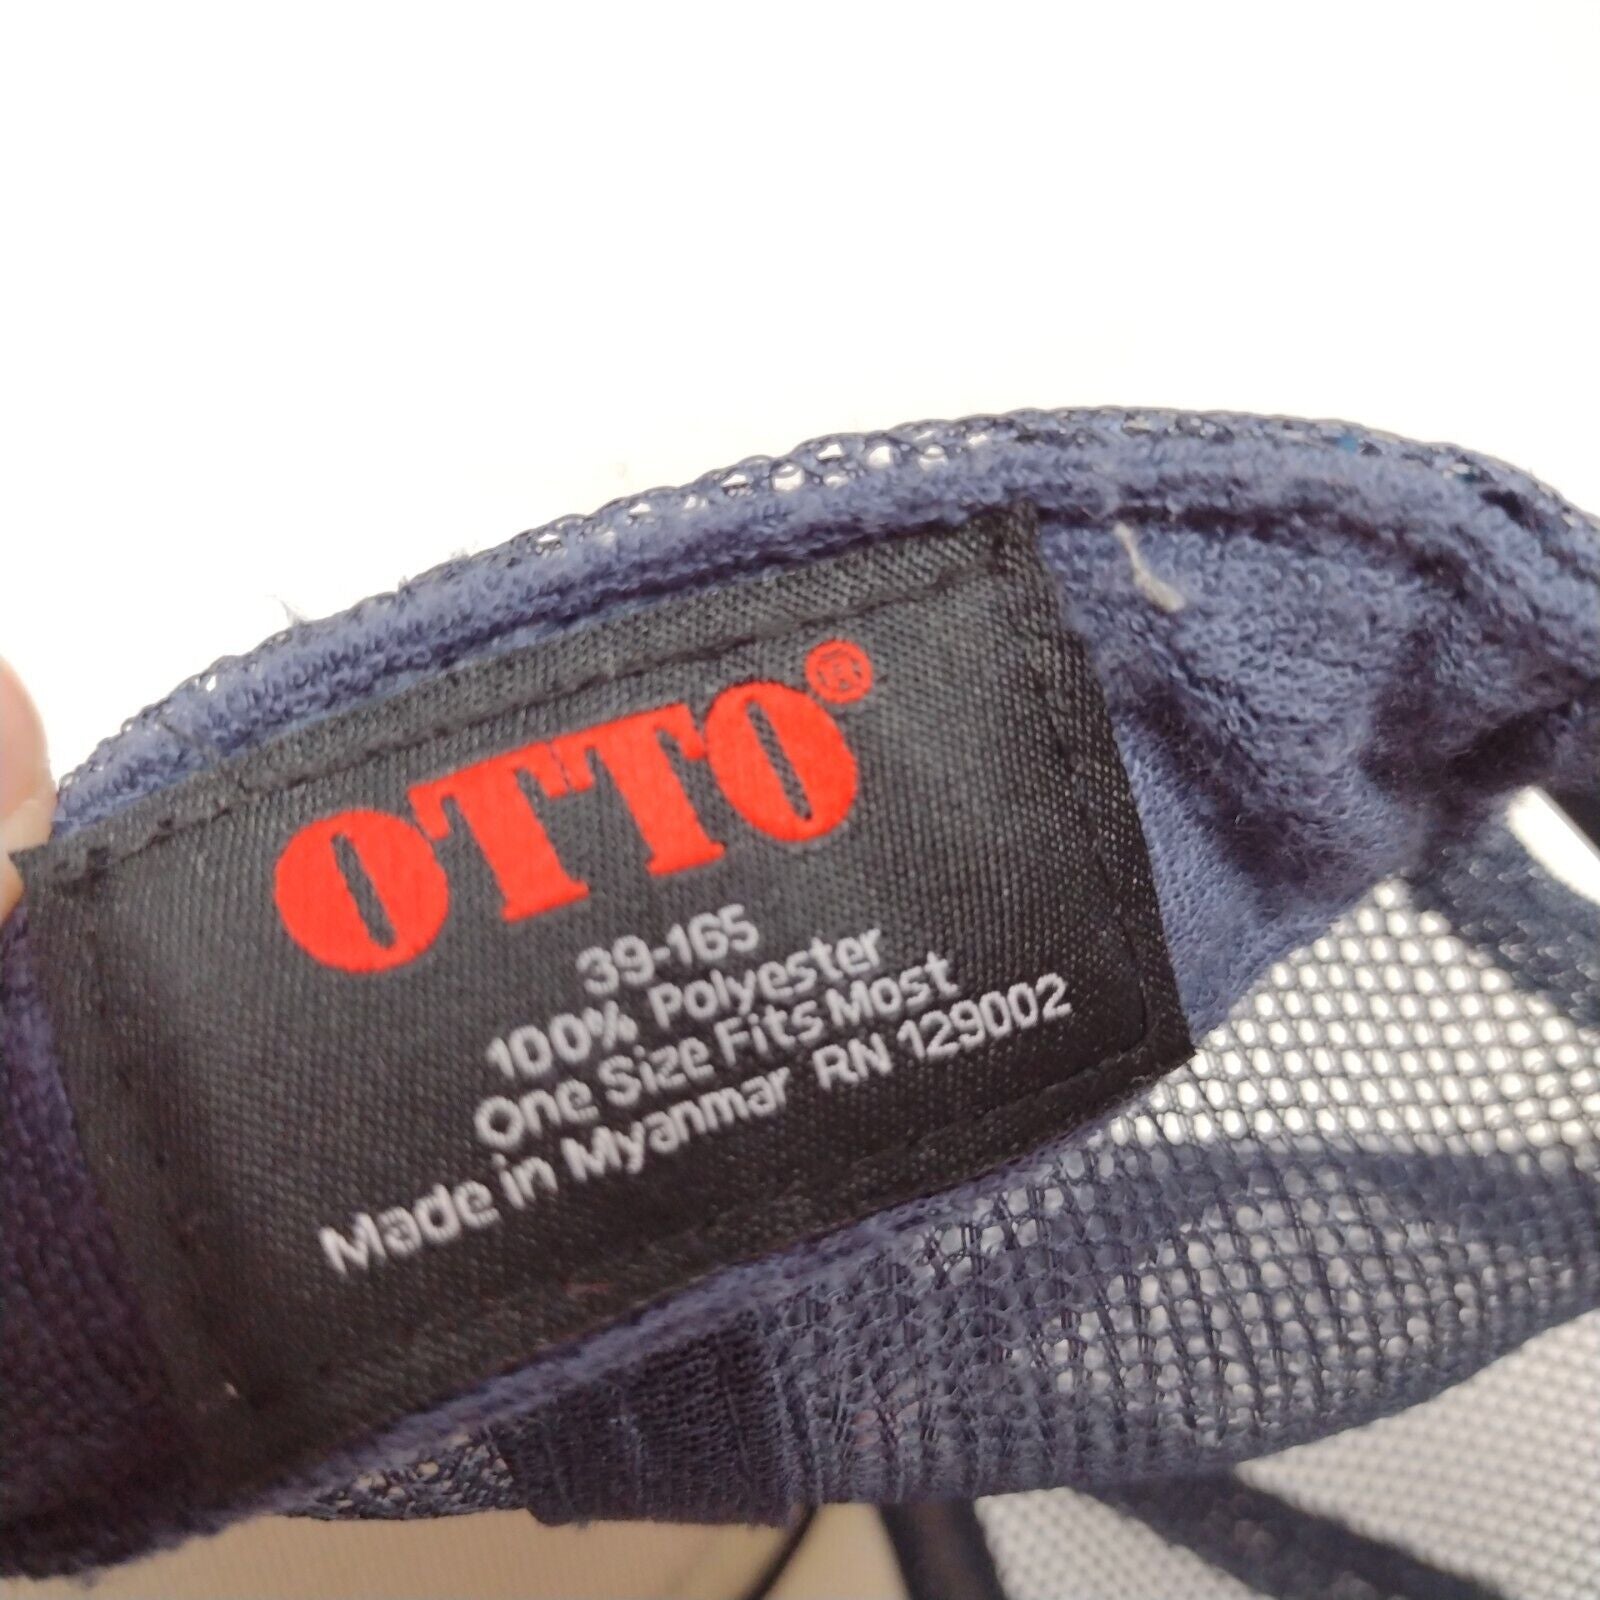 OTTO®
39-165
100% Polyester
One Size Fits Most
Made in Myanmar RN 129002